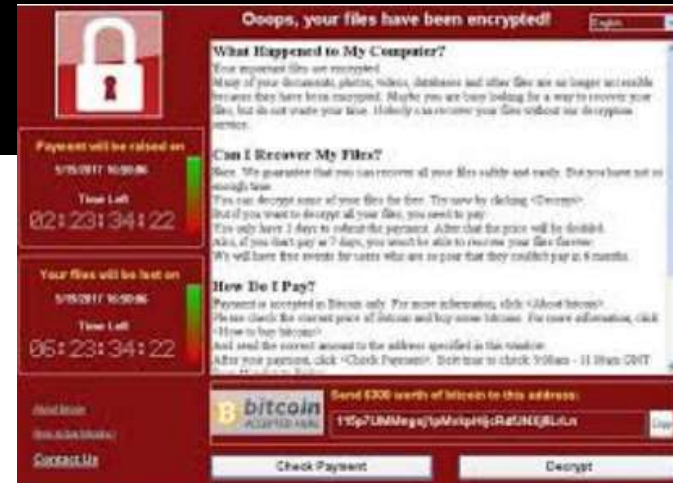 Ooops, your files have been encrypted!
English
What Happened to My Computer?
Your important files are encrypted.
Many of your documents, photos, videos, databases and other files are no longer accessible
because they have been encrypted. Maybe you are busy looking for a way to recover your
files, but do not waste your time. Nobody can recover your files without our decryption
service.
Can I Recover My Files?
Sure. We guarantee that you can recover all your files safely and easily. But you have not so
enough time.
You can decrypt some of your files for free. Try now by clicking <Decrypt>.
But if you want to decrypt all your files, you need to pay.
You only have 3 days to submit the payment. After that the price will be doubled.
Also, if you don't pay in 7 days, you won't be able to recover your files forever.
We will have free events for users who are so poor that they couldn't pay in 6 months.
How Do I Pay?
Payment is accepted in Bitcoin only. For more information, click <About bitcoin>.
Please check the current price of Bitcoin and buy some bitcoins. For more information, click
<How to buy bitcoins>.
And send the correct amount to the address specified in this window.
After your payment, click <Check Payment>. Best time to check: 9:00am - 11:00am GMT
from Monday to Friday.
Payment will be raised on
5/15/2017
Time Left
02:23:34:22
Your files will be lost on
5/19/2017
Time Left
06:23:34:22
About bitcoin
How to buy bitcoins?
Contact Us
bitcoin
ACCEPTED HERE
Send $300 worth of bitcoin to this address:
Copy
Check Payment
Decrypt